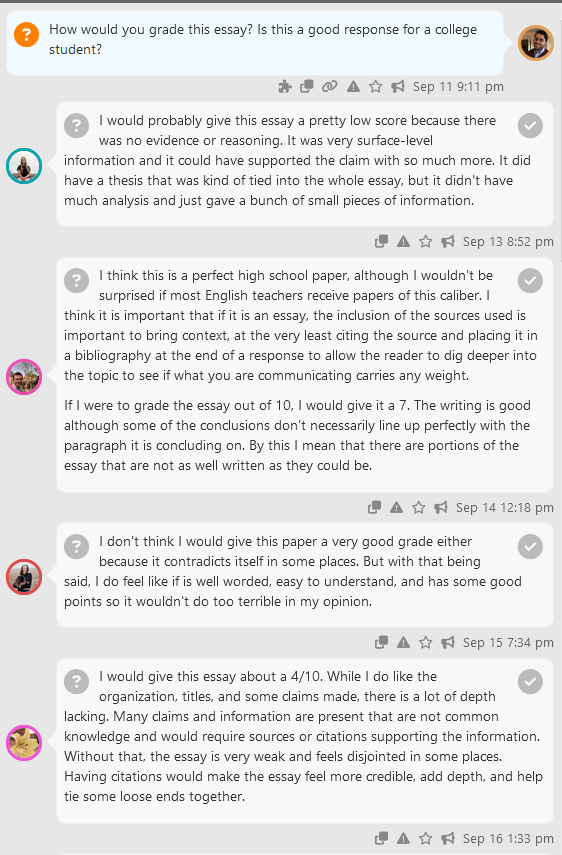 How would you grade this essay? Is this a good response for a college
student?
Sep 11 9:11 pm
I would probably give this essay a pretty low score because there
was no evidence or reasoning. It was very surface-level
information and it could have supported the claim with so much more. It did
have a thesis that was kind of tied into the whole essay, but it didn't have
much analysis and just gave a bunch of small pieces of information.
Sep 13 8:52 pm
I think this is a perfect high school paper, although I wouldn't be
surprised if most English teachers receive papers of this caliber. I
think it is important that if it is an essay, the inclusion of the sources used is
important to bring context, at the very least citing the source and placing it in
a bibliography at the end of a response to allow the reader to dig deeper into
the topic to see if what you are communicating carries any weight.
If I were to grade the essay out of 10, I would give it a 7. The writing is good
although some of the conclusions don't necessarily line up perfectly with the
paragraph it is concluding on. By this I mean that there are portions of the
essay that are not as well written as they could be.
Sep 14 12:18 pm
I don't think I would give this paper a very good grade either
because it contradicts itself in some places. But with that being
said, I do feel like if is well worded, easy to understand, and has some good
points so it wouldn't do too terrible in my opinion.
Sep 15 7:34 pm
I would give this essay about a 4/10. While I do like the
organization, titles, and some claims made, there is a lot of depth
lacking. Many claims and information are present that are not common
knowledge and would require sources or citations supporting the information.
Without that, the essay is very weak and feels disjointed in some places.
Having citations would make the essay feel more credible, add depth, and help
tie some loose ends together.
Sep 16 1:33 pm